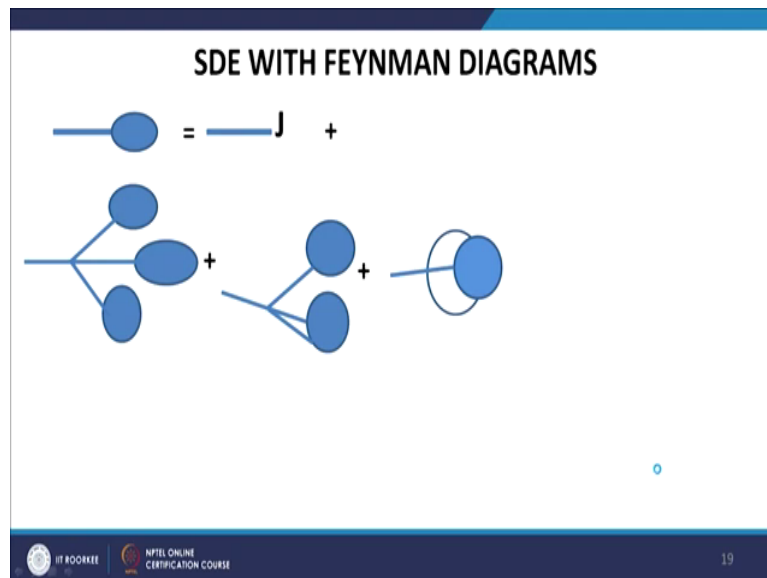 SDE WITH FEYNMAN DIAGRAMS
= J +
+
+
IIT ROORKEE
NPTEL ONLINE
CERTIFICATION COURSE
19